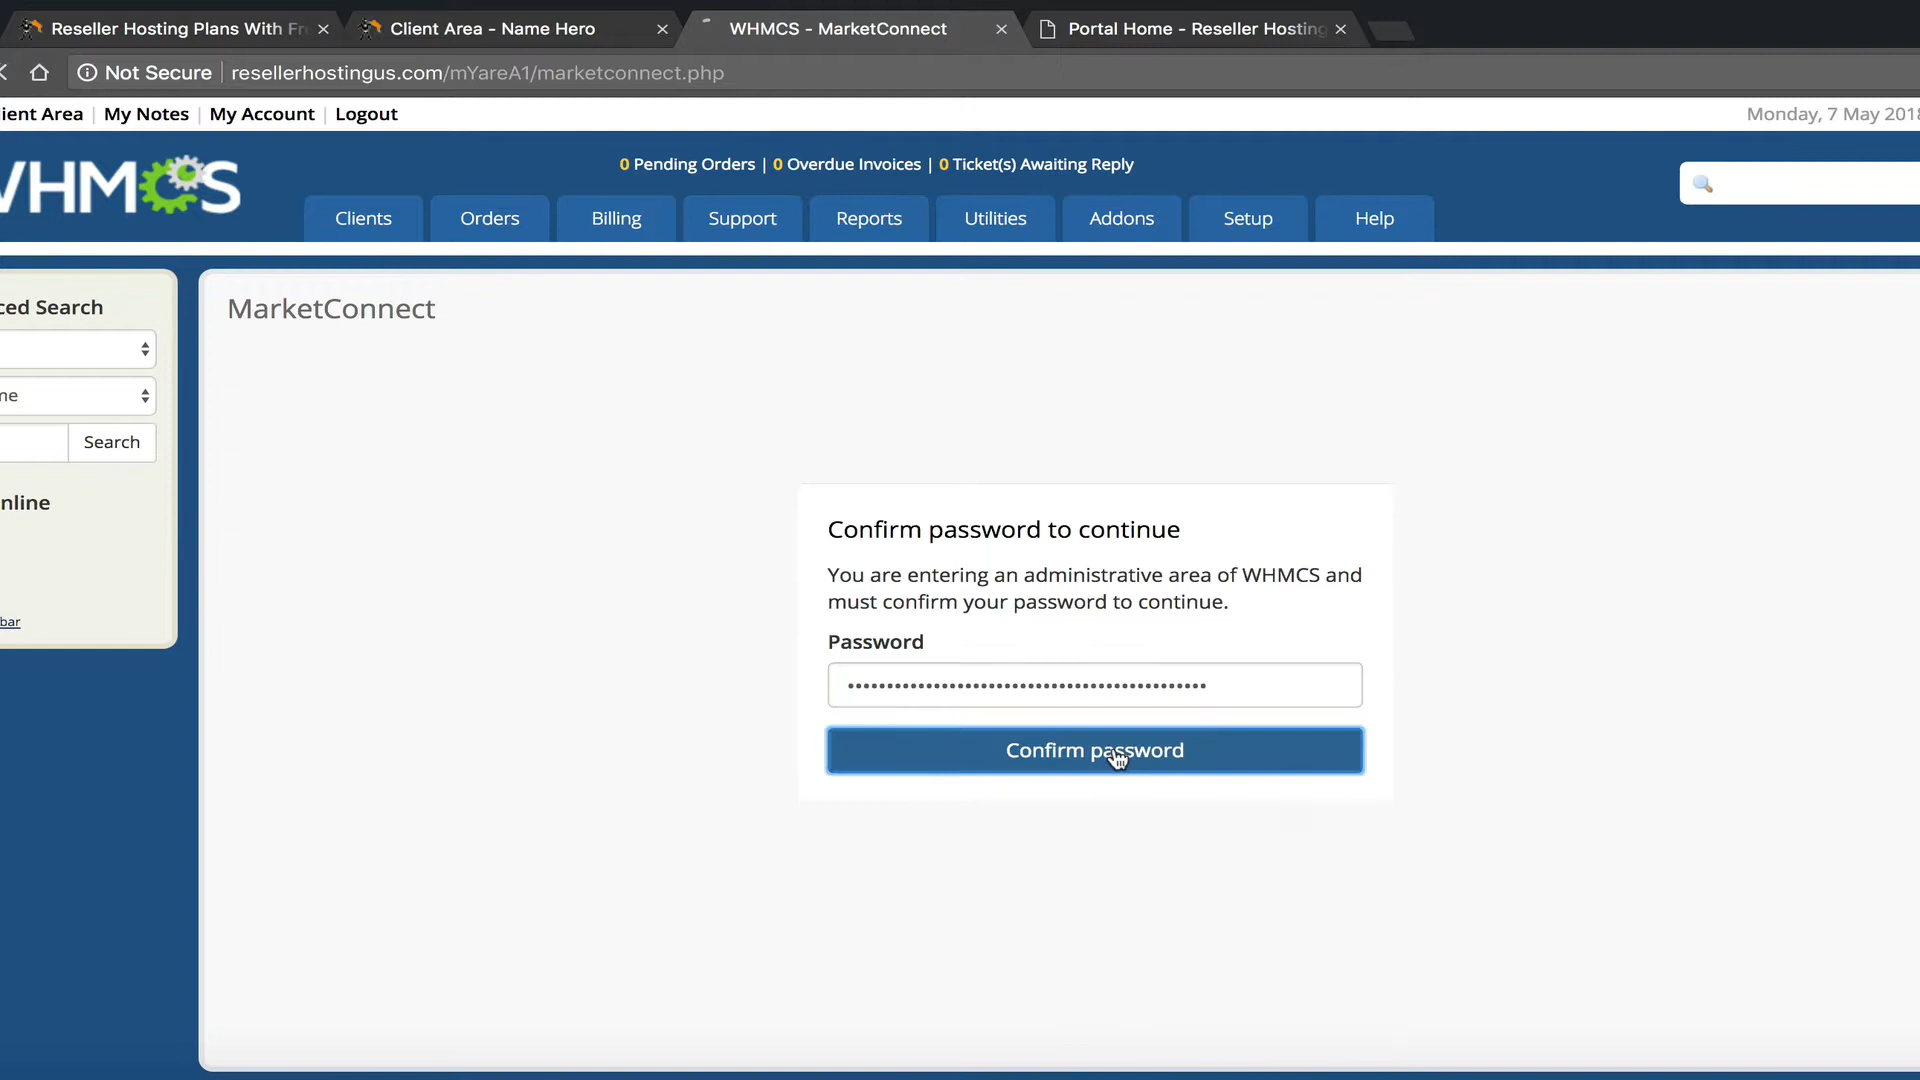 Reseller Hosting Plans With Fr
Client Area - Name Hero
WHMCS - MarketConnect
Portal Home - Reseller Hosting
Not Secure
resellerhostingus.com/mYareA1/marketconnect.php
ient Area | My Notes | My Account | Logout
Monday, 7 May 2018
WHMCS
0 Pending Orders | 0 Overdue Invoices | 0 Ticket(s) Awaiting Reply
Clients
Orders
Billing
Support
Reports
Utilities
Addons
Setup
Help
ced Search
me
Search
nline
bar
MarketConnect
Confirm password to continue
You are entering an administrative area of WHMCS and
must confirm your password to continue.
Password
Confirm password